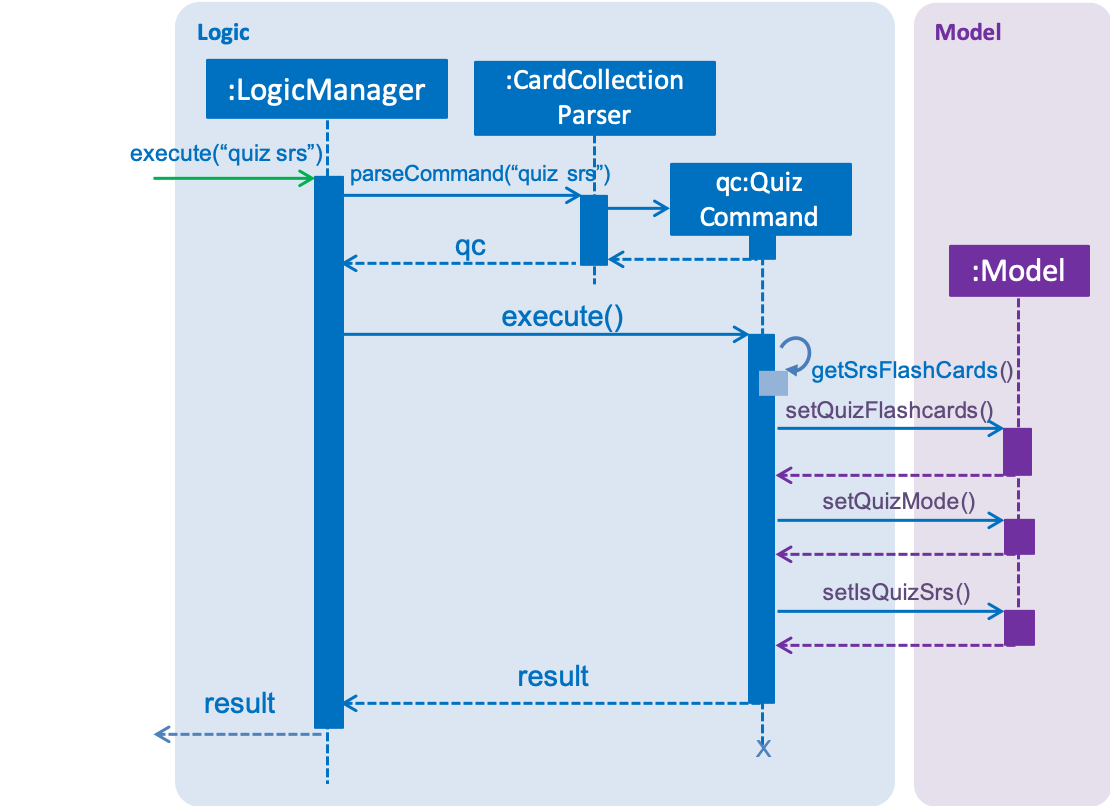 Logic
Model
:LogicManager
:CardCollection
Parser
execute(“quiz srs”)
parseCommand(“quiz srs”)
qc:Quiz
Command
qc
:Model
execute()
getSrsFlashCards()
setQuizFlashcards()
setQuizMode()
setIsQuizSrs()
result
result
X